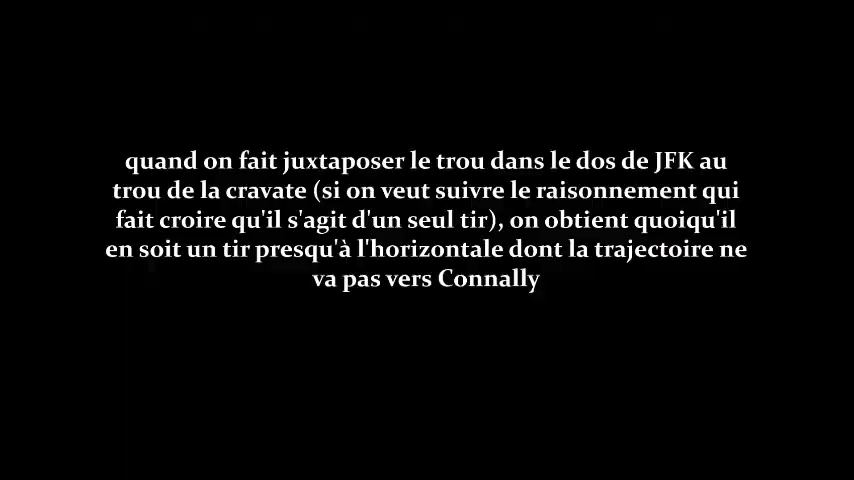 quand on fait juxtaposer le trou dans le dos de JFK au
trou de la cravate (si on veut suivre le raisonnement qui
fait croire qu'il s'agit d'un seul tir), on obtient quoiqu'il
en soit un tir presqu'à l'horizontale dont la trajectoire ne
va pas vers Connally